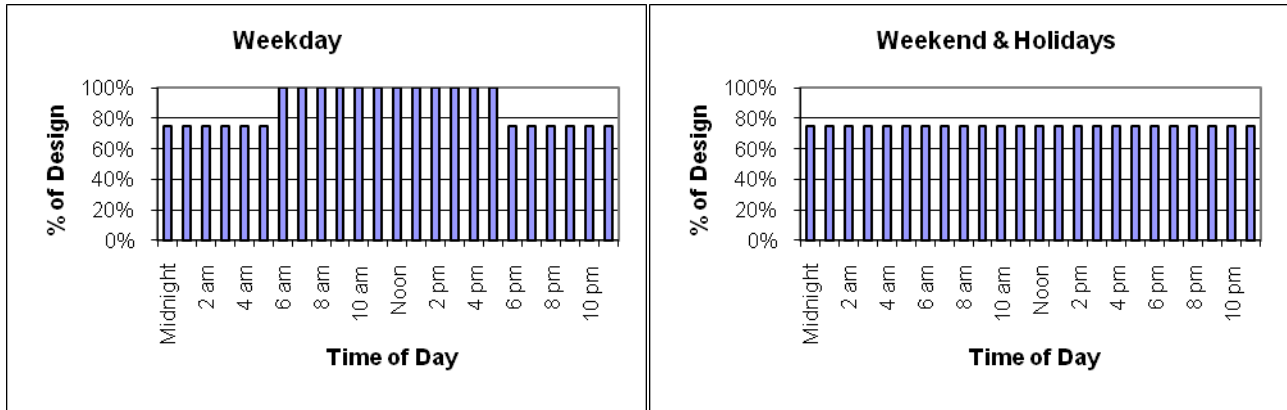 Weekday
% of Design
100%
80%
60%
40%
20%
0%
Midnight
2 am
4 am
6 am
8 am
10 am
Noon
2 pm
4 pm
6 pm
8 pm
10 pm
Time of Day
Weekend & Holidays
% of Design
100%
80%
60%
40%
20%
0%
Midnight
2 am
4 am
6 am
8 am
10 am
Noon
2 pm
4 pm
6 pm
8 pm
10 pm
Time of Day